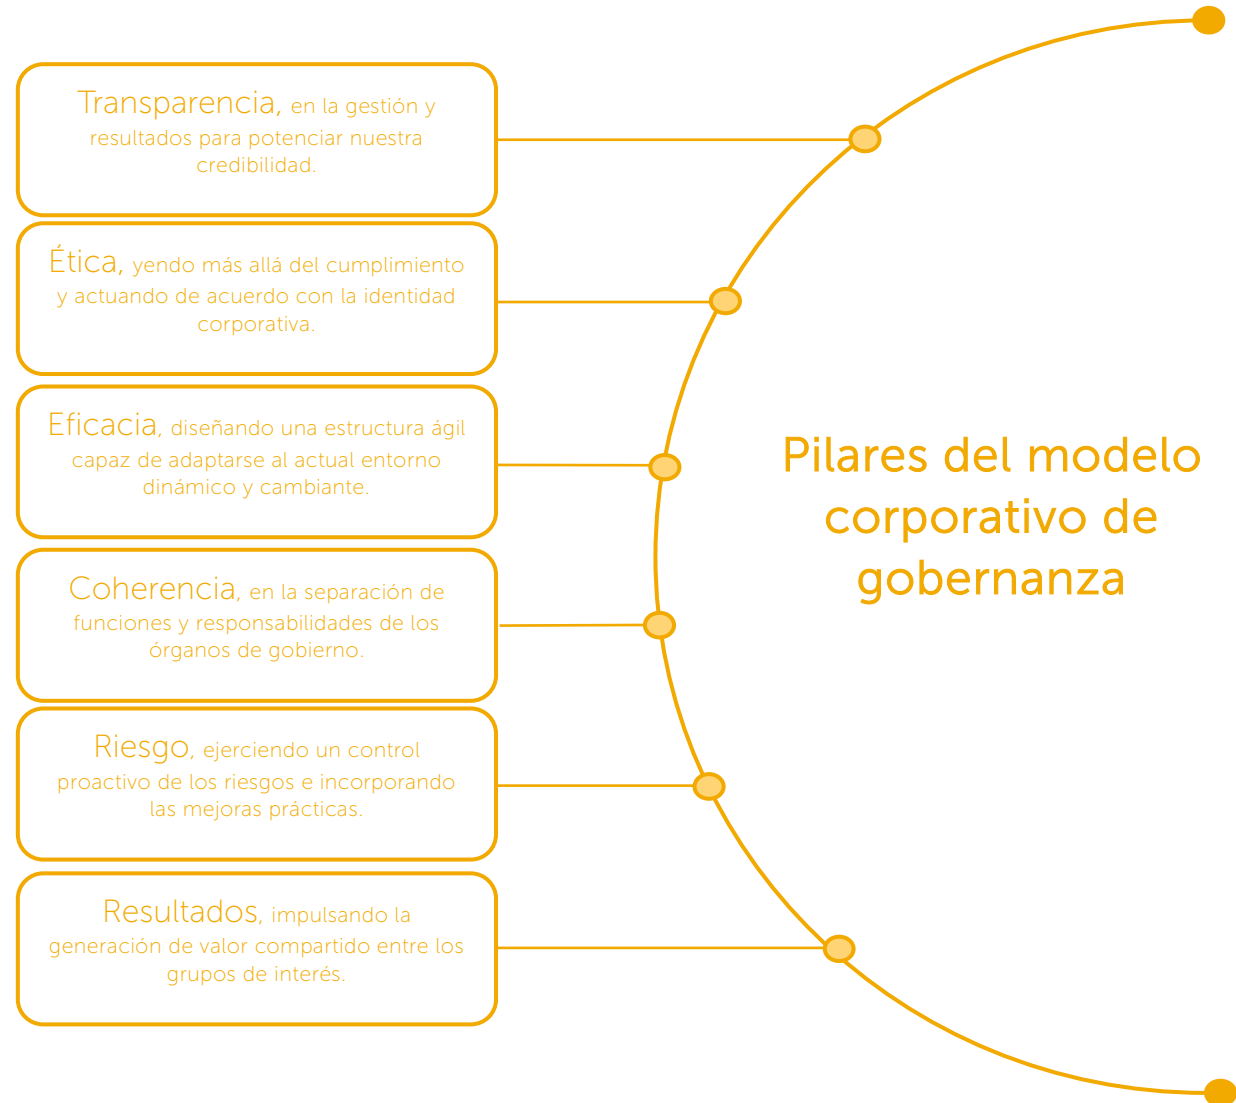 Transparencia, en la gestión y
resultados para potenciar nuestra
credibilidad.
Ética, yendo más allá del cumplimiento
y actuando de acuerdo con la identidad
corporativa.
Eficacia, diseñando una estructura ágil
capaz de adaptarse al actual entorno
dinámico y cambiante.
Coherencia, en la separación de
funciones y responsabilidades de los
órganos de gobierno.
Riesgo, ejerciendo un control
proactivo de los riesgos e incorporando
las mejoras prácticas.
Resultados, impulsando la
generación de valor compartido entre los
grupos de interés.
Pilares del modelo
corporativo de
gobernanza